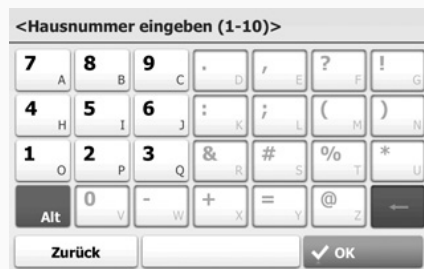 <Hausnummer eingeben (1-10)>
7 A 8 B 9 C . D , E ? F ! G
4 H 5 I 6 J : K ; L ( M ) N
1 O 2 P 3 Q & R # S % T * U
Alt 0 V - W + X = Y @ Z ←
Zurück ✓ OK